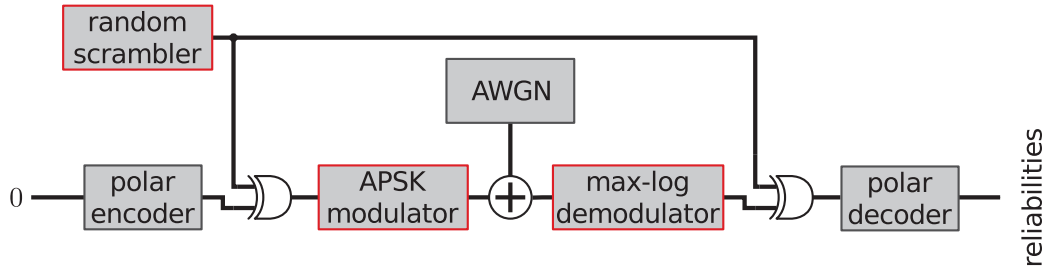 random
scrambler
AWGN
0
polar
encoder
APSK
modulator
max-log
demodulator
polar
decoder
reliabilities